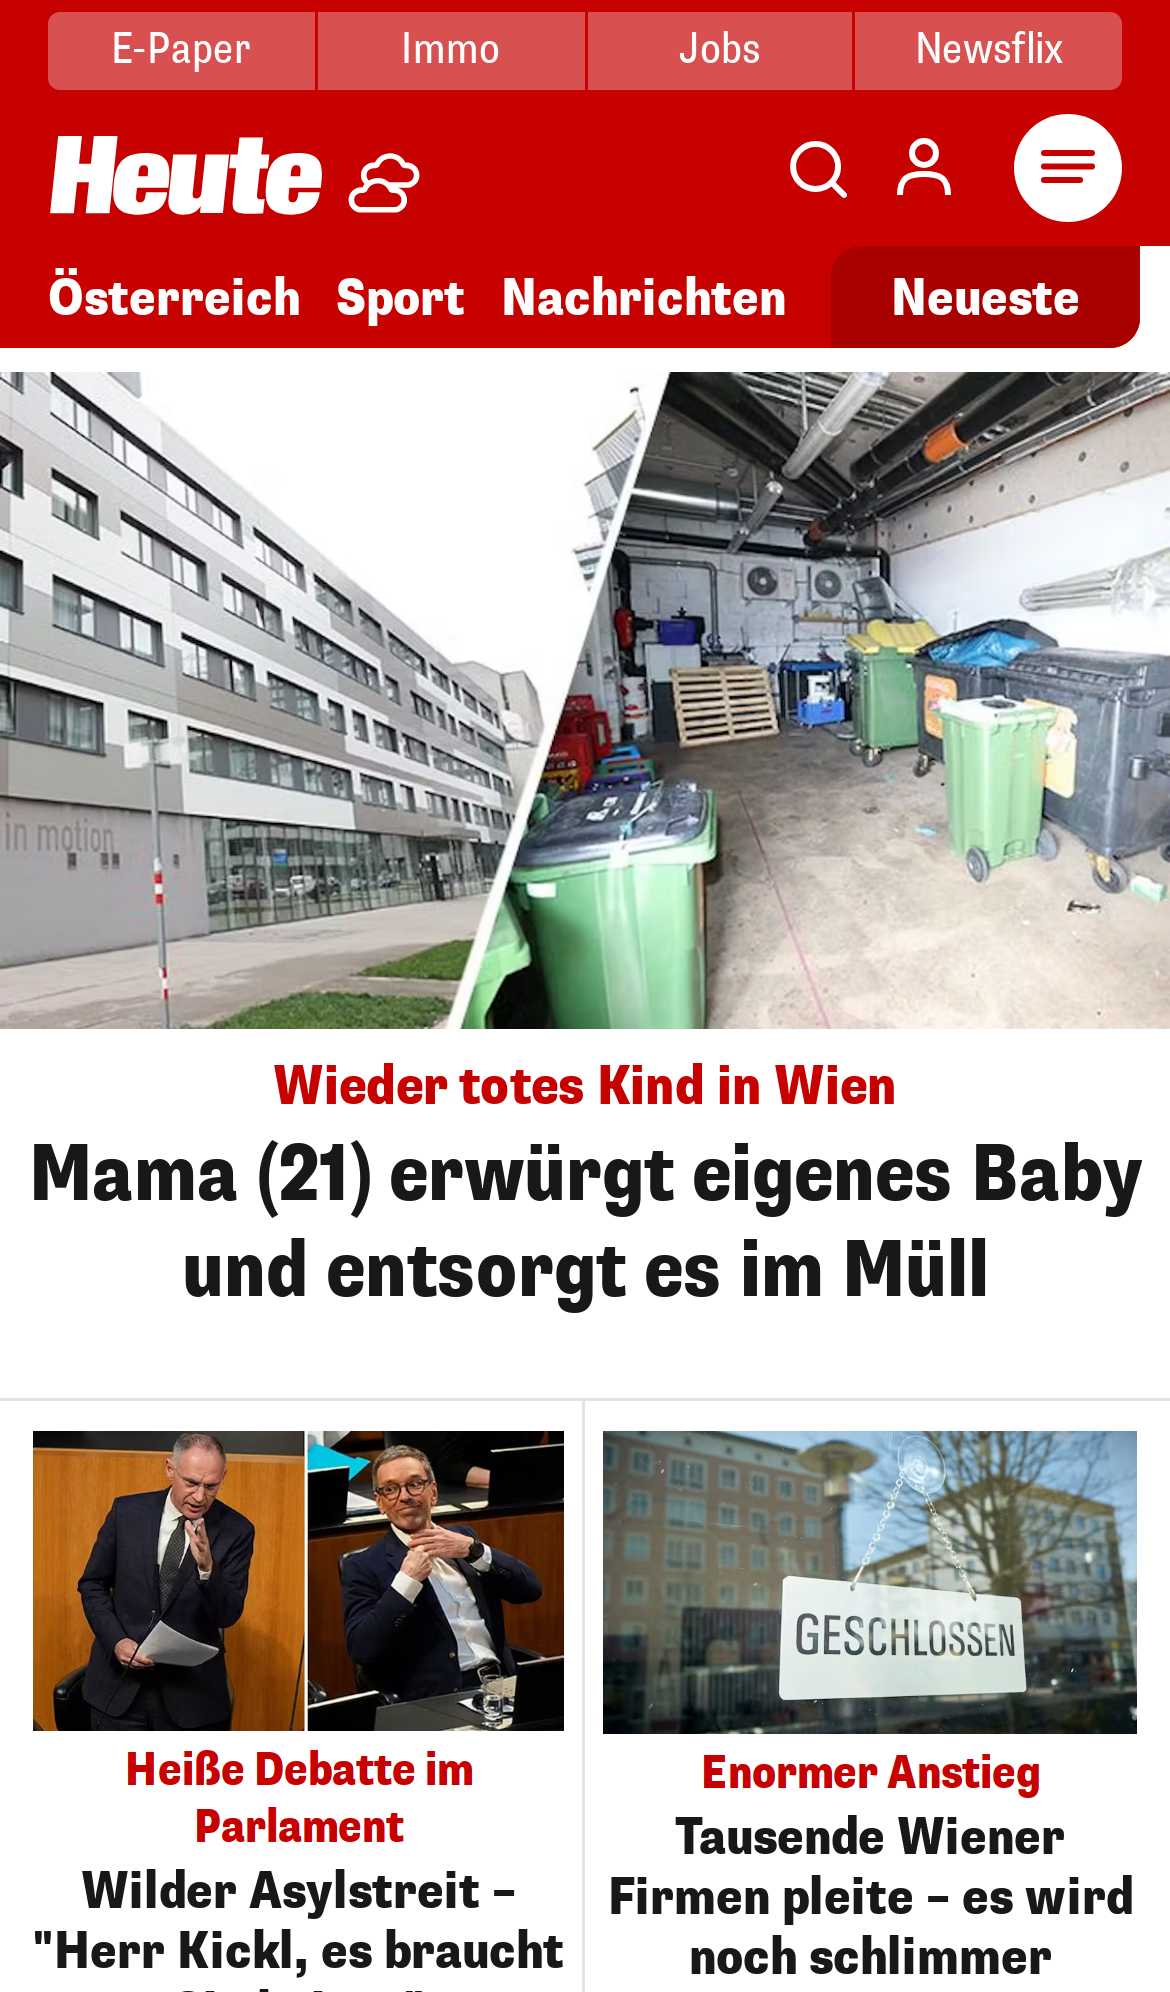 E-Paper
Immo
Jobs
Newsflix
Heute
Österreich
Sport
Nachrichten
Neueste
in motion
Wieder totes Kind in Wien
Mama (21) erwürgt eigenes Baby
und entsorgt es im Müll
Heiße Debatte im
Parlament
Wilder Asylstreit –
"Herr Kickl, es braucht
GESCHLOSSEN
Enormer Anstieg
Tausende Wiener
Firmen pleite – es wird
noch schlimmer